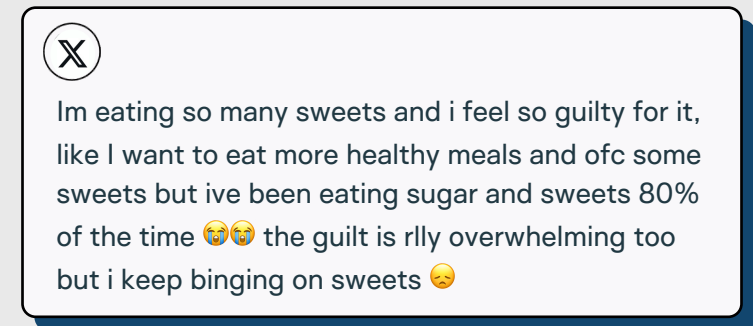 Im eating so many sweets and i feel so guilty for it,
like I want to eat more healthy meals and ofc some
sweets but ive been eating sugar and sweets 80%
of the time 😭😭 the guilt is rlly overwhelming too
but i keep binging on sweets 😞